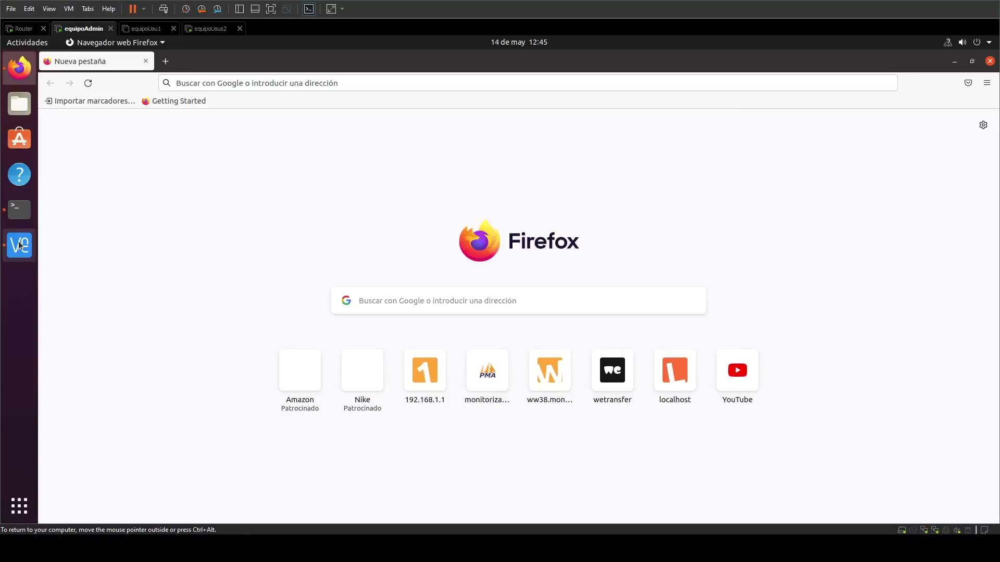 File Edit View VM Tabs Help
Router equipoAdmin equipoUsu1 equipoUsus2
Actividades Navegador web Firefox 14 de may 12:45
Nueva pestaña
Buscar con Google o introducir una dirección
Importar marcadores... Getting Started
Firefox
Buscar con Google o introducir una dirección
PMA
we
Amazon Nike 192.168.1.1 monitoriza... ww38.mon... wetransfer localhost YouTube
Patrocinado Patrocinado
To return to your computer, move the mouse pointer outside or press Ctrl+Alt.